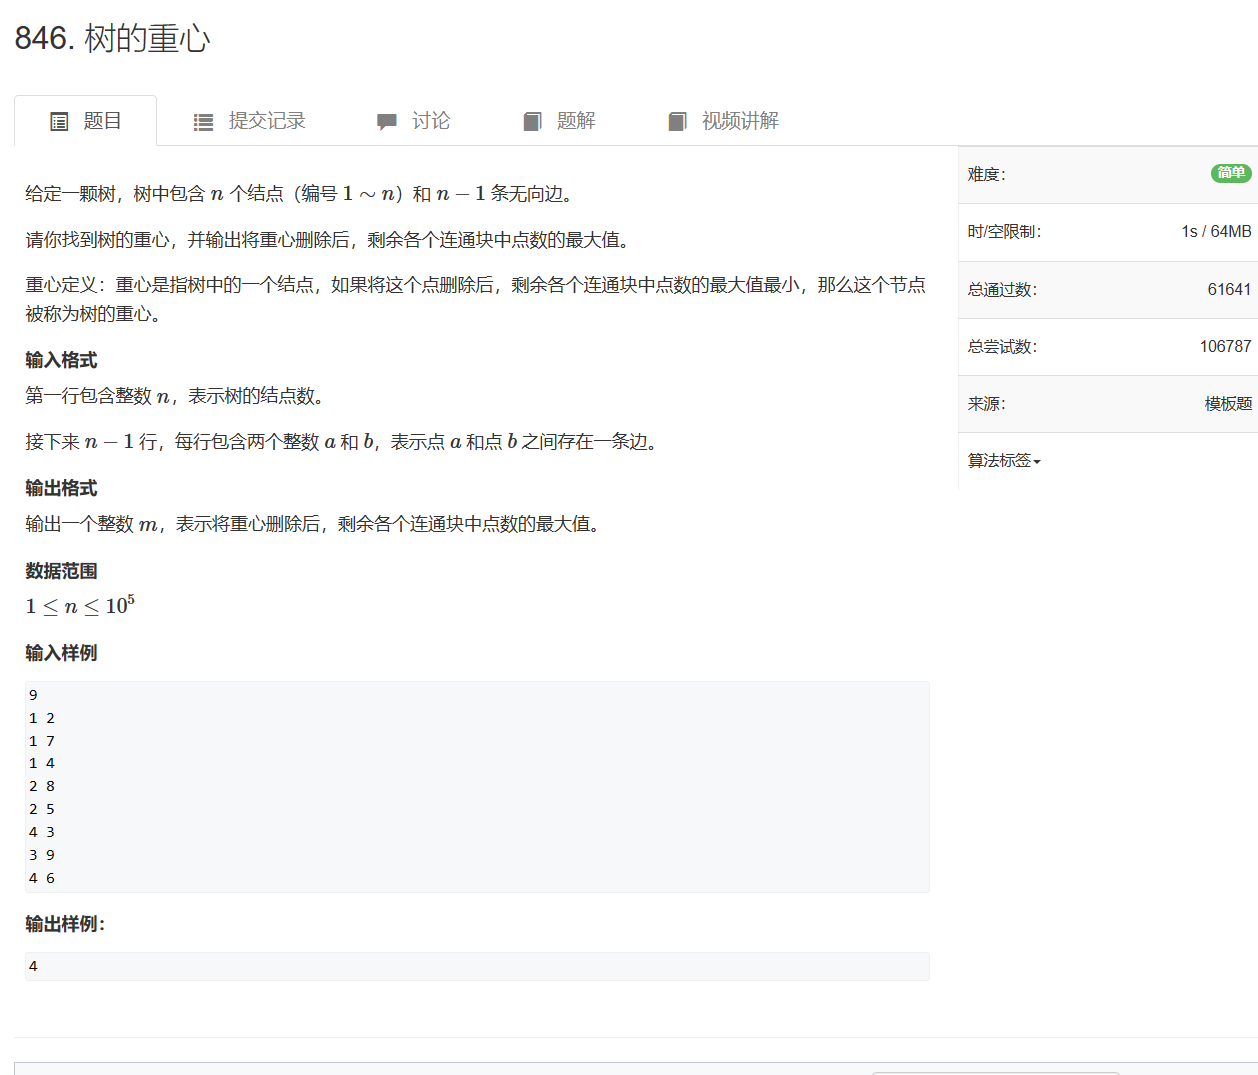 846. 树的重心
题目 提交记录 讨论 题解 视频讲解
给定一颗树，树中包含 n 个结点（编号 1 ∼ n）和 n − 1 条无向边。
请你找到树的重心，并输出将重心删除后，剩余各个连通块中点数的最大值。
重心定义：重心是指树中的一个结点，如果将这个点删除后，剩余各个连通块中点数的最大值最小，那么这个节点
被称为树的重心。
输入格式
第一行包含整数 n，表示树的结点数。
接下来 n − 1 行，每行包含两个整数 a 和 b，表示点 a 和点 b 之间存在一条边。
输出格式
输出一个整数 m，表示将重心删除后，剩余各个连通块中点数的最大值。
数据范围
1 ≤ n ≤ 10⁵
输入样例
9
1 2
1 7
1 4
2 8
2 5
4 3
3 9
4 6
输出样例：
4
难度： 简单
时/空限制： 1s / 64MB
总通过数： 61641
总尝试数： 106787
来源： 模板题
算法标签